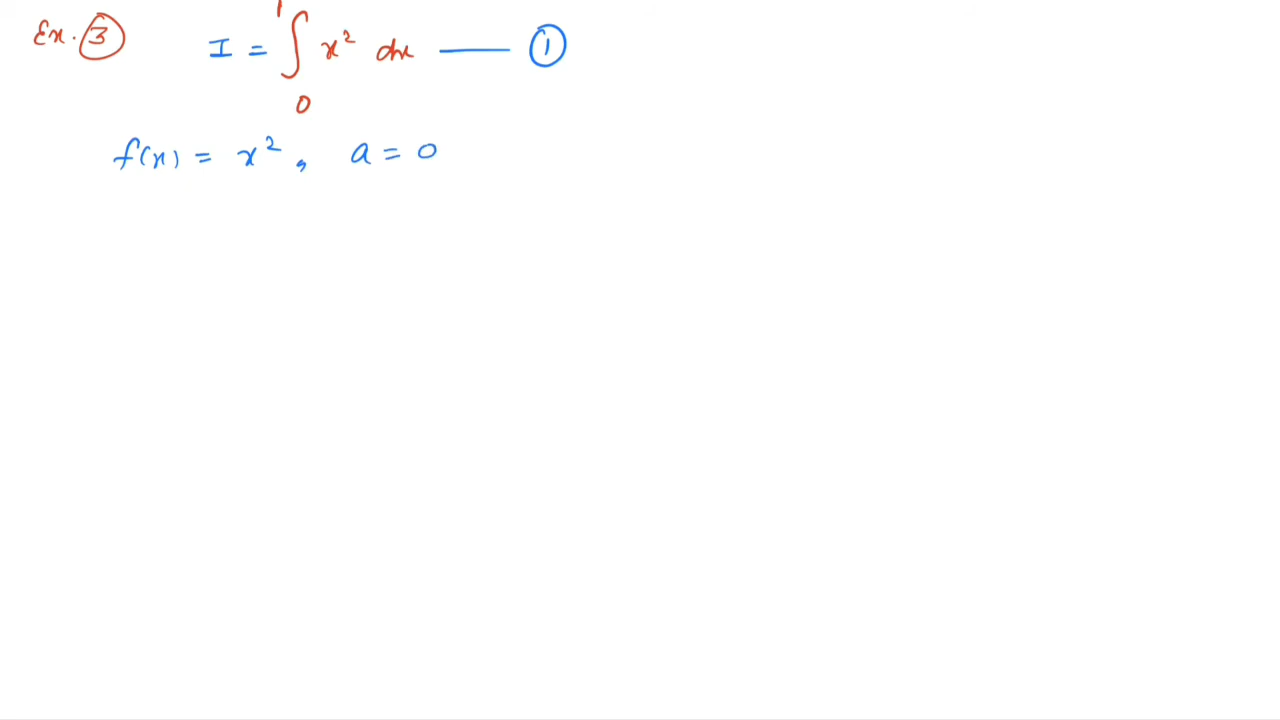 Ex. ③ I = ∫₀¹ x² dx —— ①
f(x) = x² , a = 0